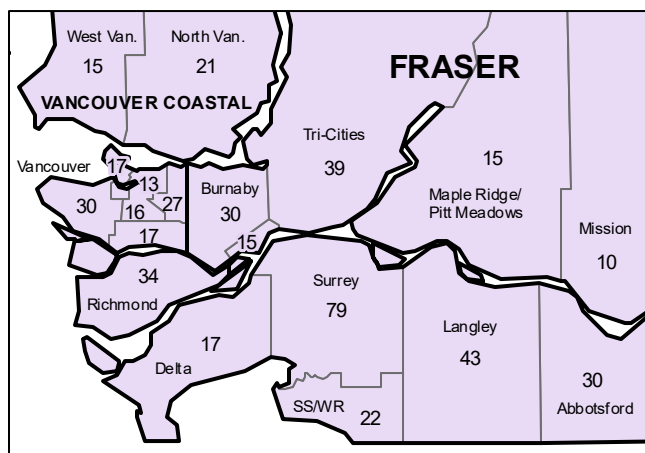 West Van.
15
North Van.
21
VANCOUVER COASTAL
FRASER
Tri-Cities
39
15
Maple Ridge/
Pitt Meadows
Mission
10
Vancouver
17
13
30
16
27
17
Burnaby
30
15
34
Richmond
Surrey
79
Langley
43
17
Delta
SS/WR
22
30
Abbotsford